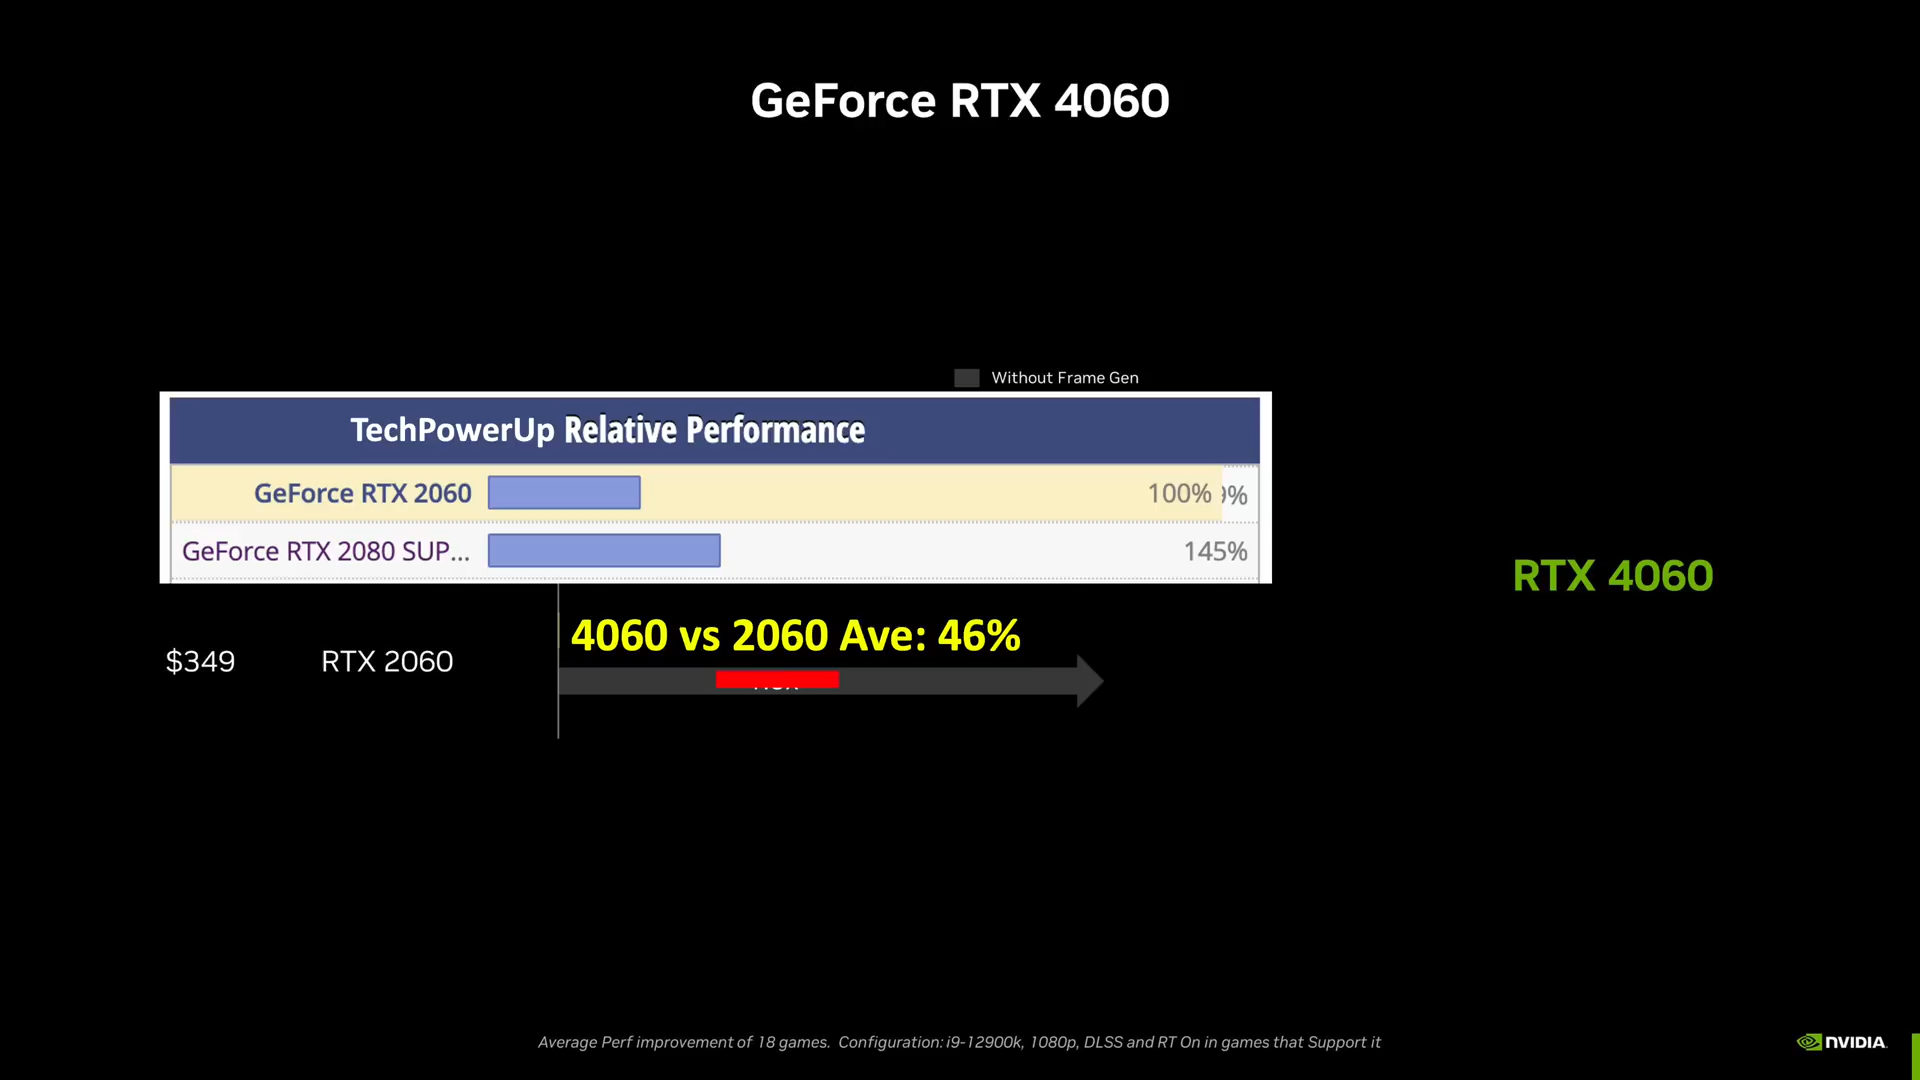 GeForce RTX 4060
Without Frame Gen
TechPowerUp Relative Performance
GeForce RTX 2060 100% %
GeForce RTX 2080 SUP... 145%
RTX 4060
4060 vs 2060 Ave: 46%
$349 RTX 2060
Average Perf improvement of 18 games. Configuration: i9-12900k, 1080p, DLSS and RT On in games that Support it
NVIDIA.